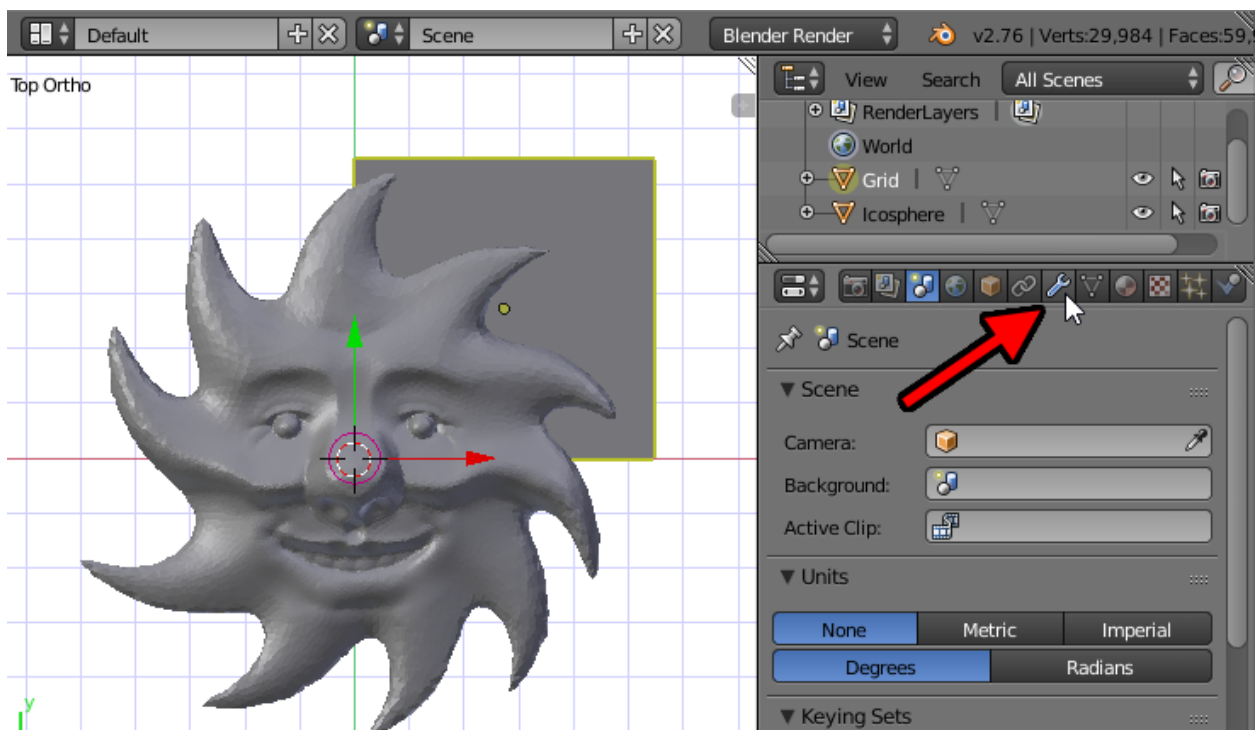 Default Scene Blender Render v2.76 | Verts:29,984 | Faces:59,
Top Ortho
View Search All Scenes
RenderLayers |
World
Grid |
Icosphere |
Scene
Scene
Camera:
Background:
Active Clip:
Units
None Metric Imperial
Degrees Radians
Keying Sets
y